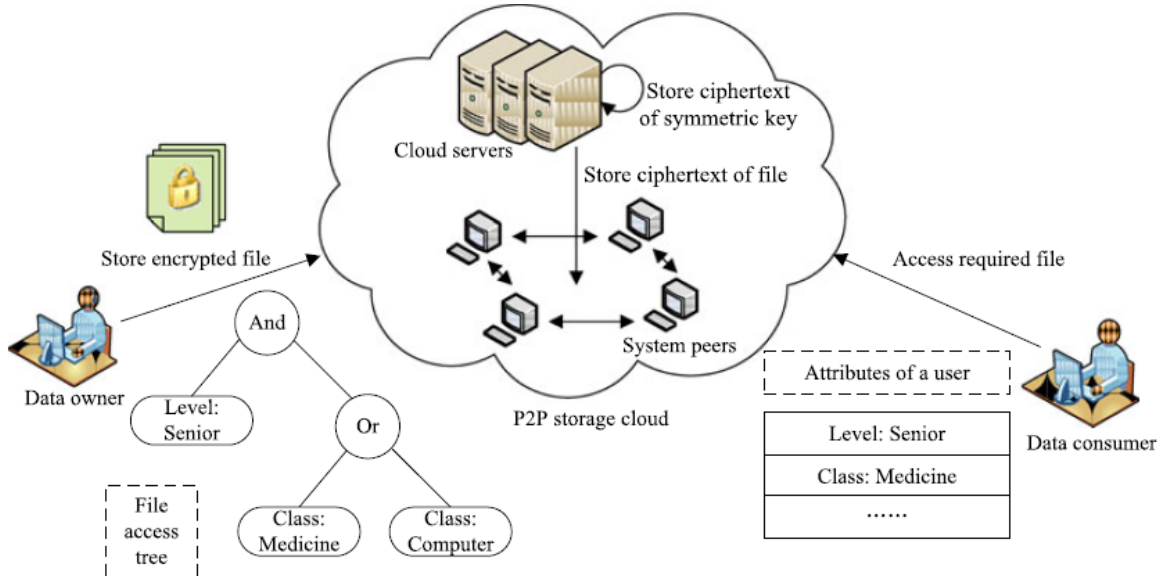 Store ciphertext
of symmetric key
Cloud servers
Store ciphertext of file
Store encrypted file
Access required file
And
System peers
Attributes of a user
Data owner
Level:
Senior
Or
P2P storage cloud
Level: Senior
Data consumer
Class: Medicine
......
File
access
tree
Class:
Medicine
Class:
Computer